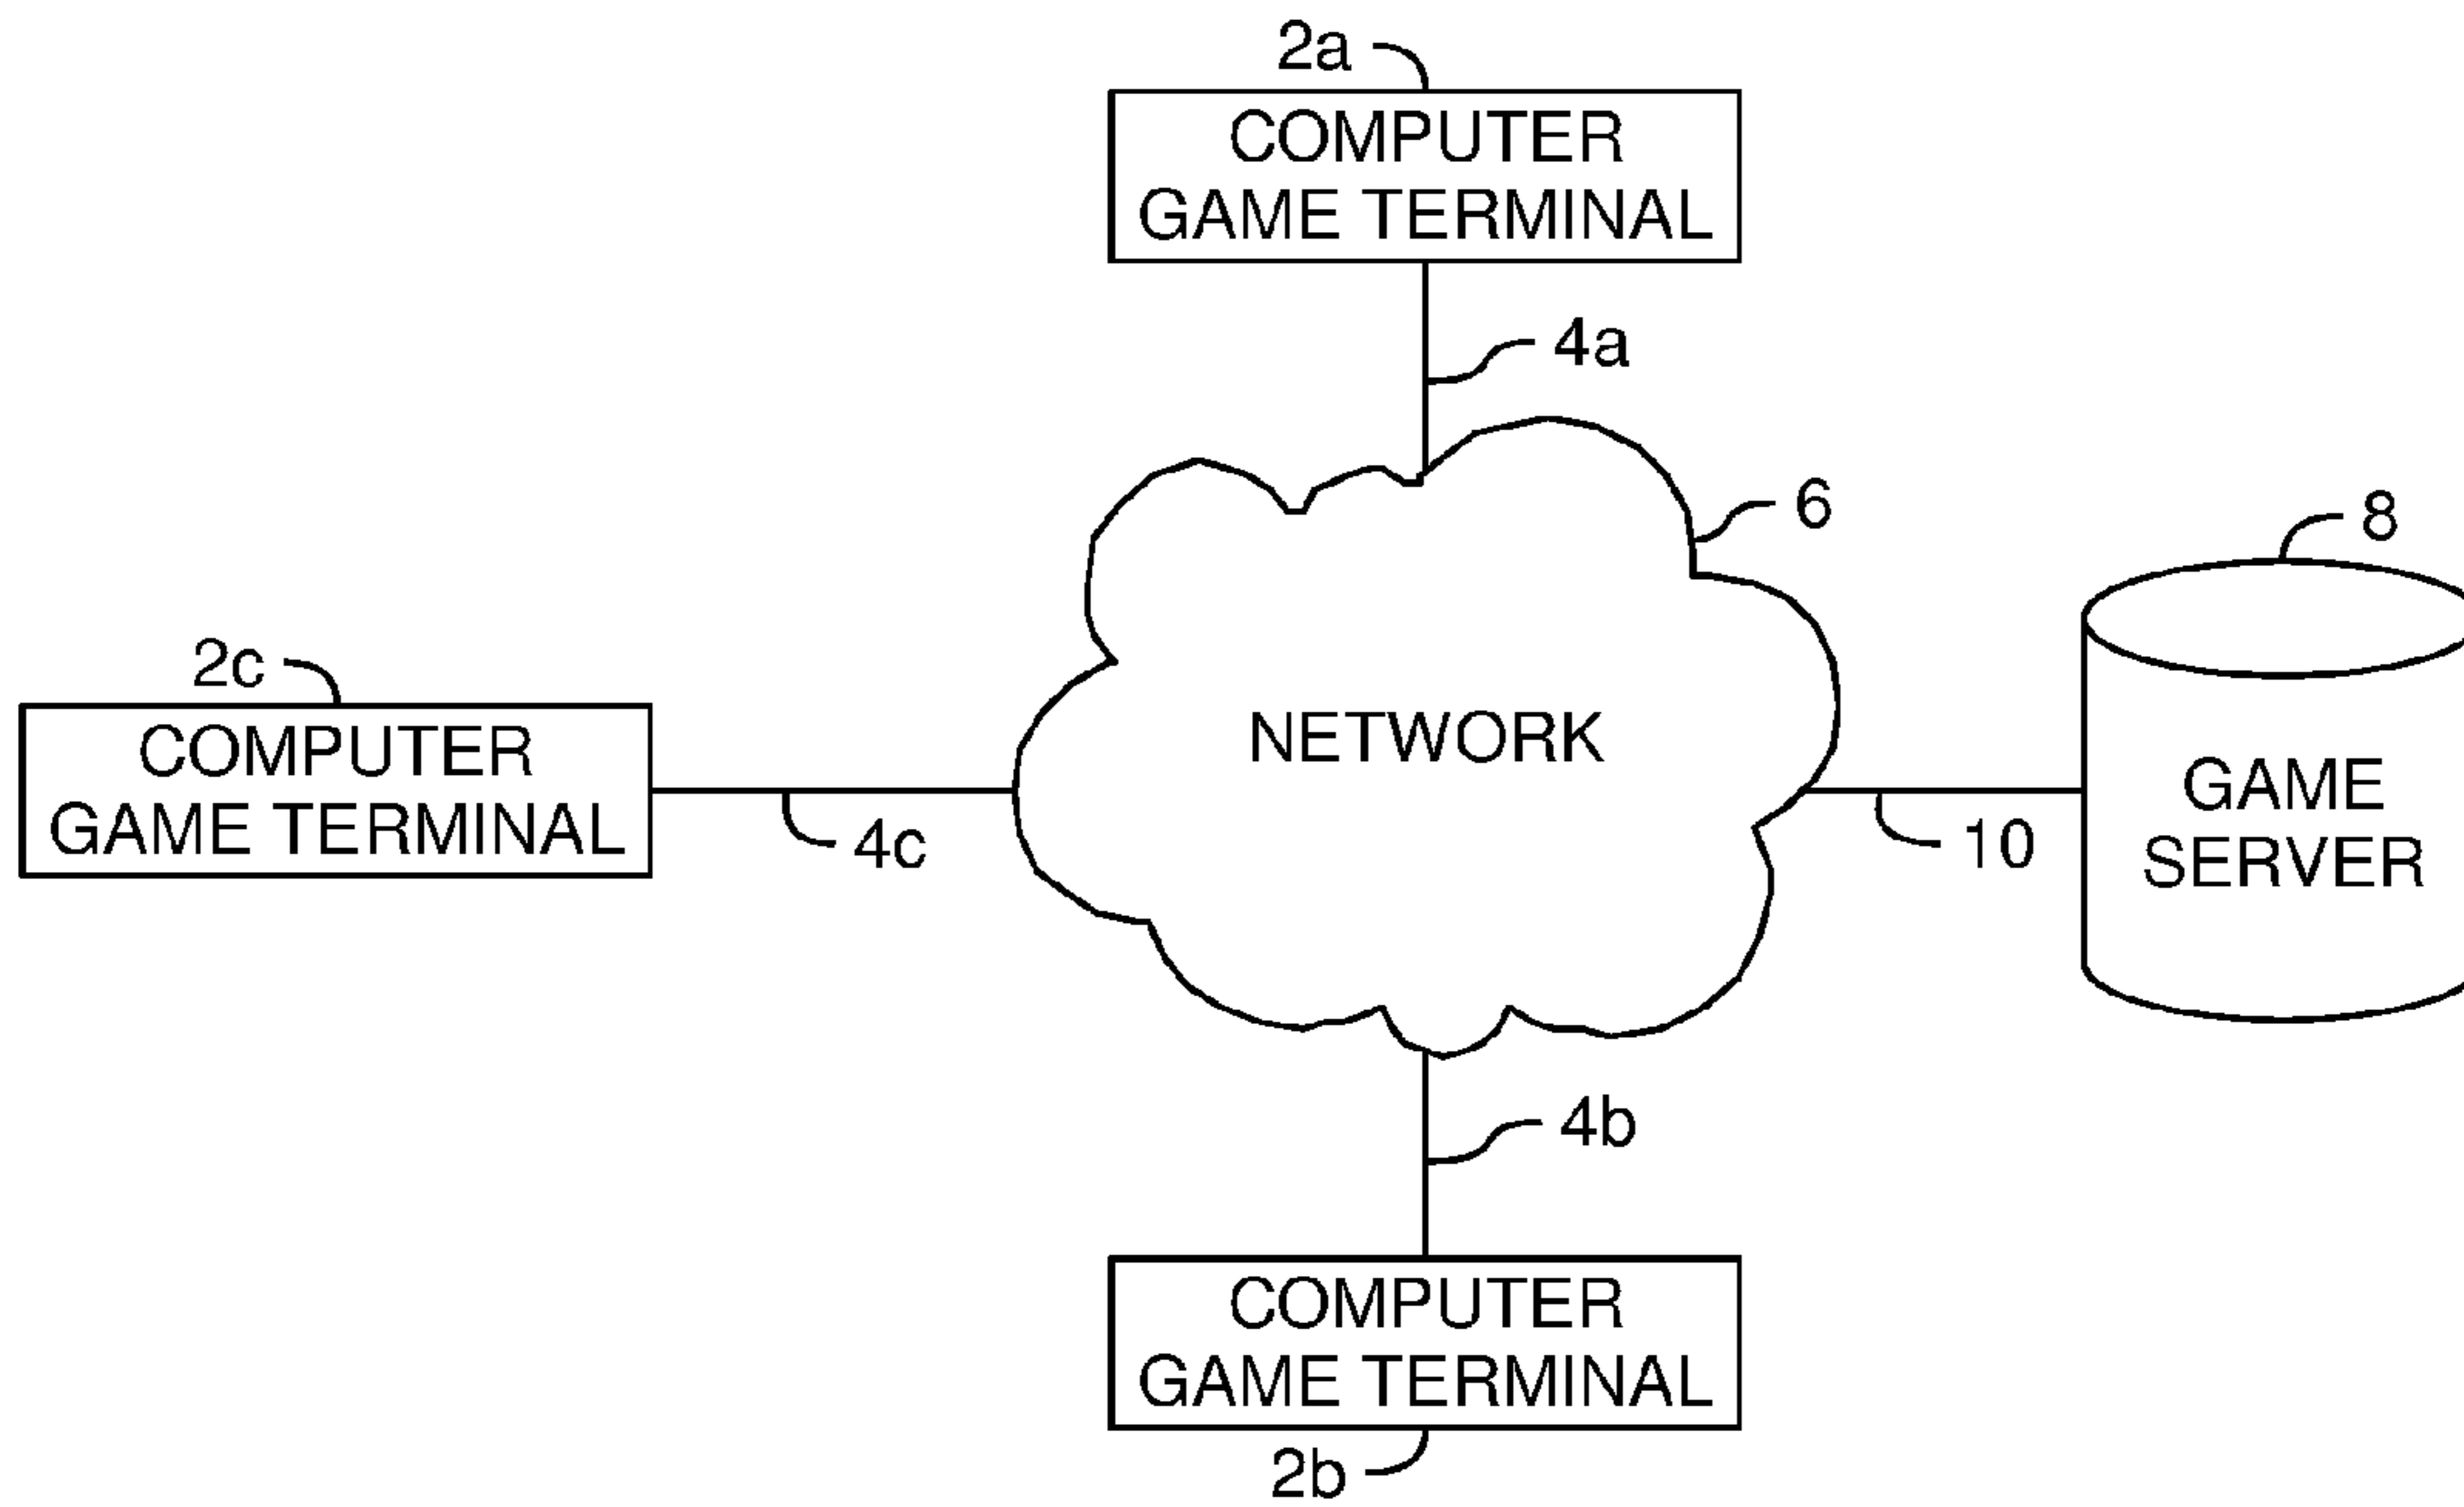 2a
COMPUTER
GAME TERMINAL
4a
6
8
2c
COMPUTER
GAME TERMINAL
NETWORK
GAME
SERVER
4c
10
4b
COMPUTER
GAME TERMINAL
2b